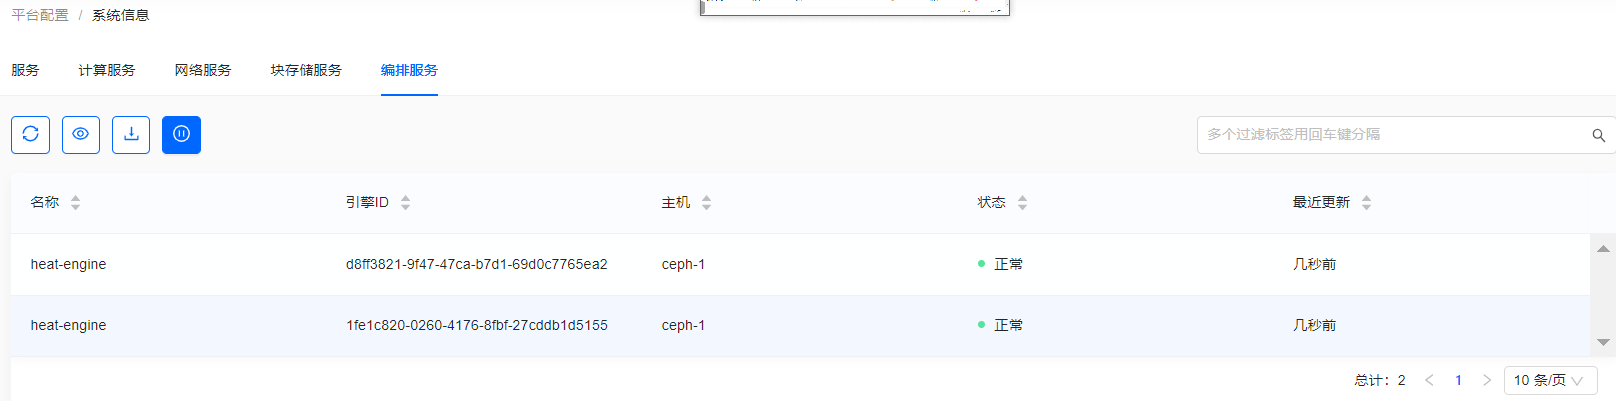 平台配置 / 系统信息
服务 计算服务 网络服务 块存储服务 编排服务
多个过滤标签用回车键分隔
名称 引擎ID 主机 状态 最近更新
heat-engine d8ff3821-9f47-47ca-b7d1-69d0c7765ea2 ceph-1 正常 几秒前
heat-engine 1fe1c820-0260-4176-8fbf-27cddb1d5155 ceph-1 正常 几秒前
总计：2 < 1 > 10 条/页